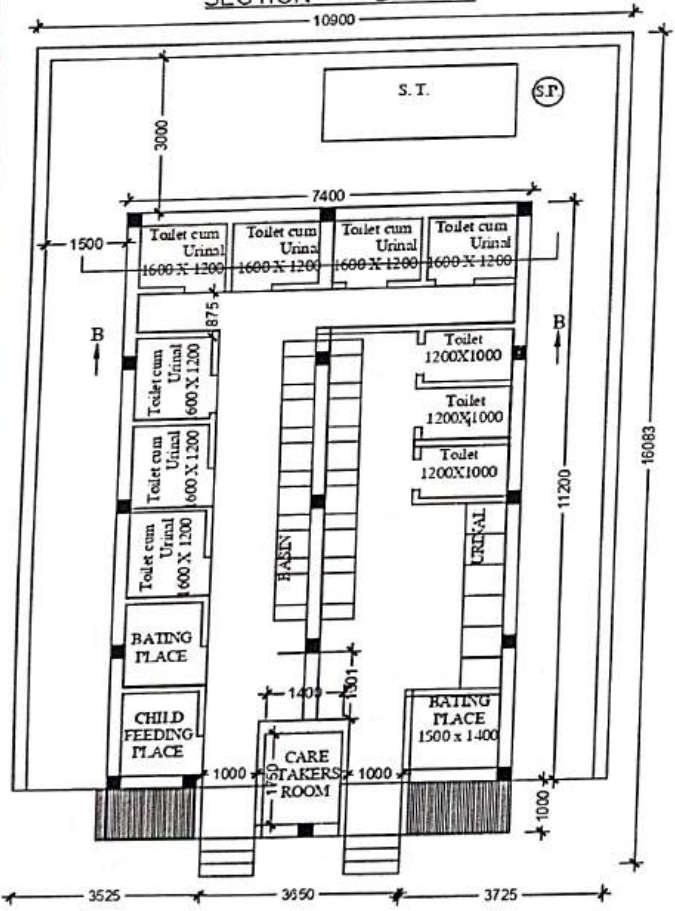 10900
S. T.
S.P.
3000
7400
1500
Toilet cum
Urinal
1600 X 1200
Toilet cum
Urinal
1600 X 1200
Toilet cum
Urinal
1600 X 1200
Toilet cum
Urinal
1600 X 1200
875
B
B
Toilet cum
Urinal
1600 X 1200
Toilet
1200X1000
Toilet
1200X1000
Toilet
1200X1000
Toilet cum
Urinal
1600 X 1200
Toilet cum
Urinal
1600 X 1200
BASIN
URINAL
11200
16083
BATING
PLACE
CHILD
FEEDING
PLACE
1400
1001
BATING
PLACE
1500 x 1400
1000
1750
CARE
TAKERS
ROOM
1000
1000
3525
3650
3725